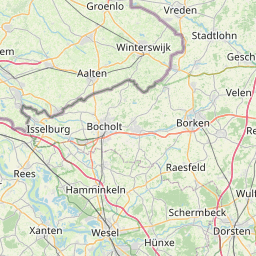 Groenlo
Vreden
Stadtlohn
Winterswijk
Gesch
Aalten
Velen
Isselburg
Bocholt
Borken
Re
Rees
Raesfeld
Hamminkeln
Wulf
Schermbeck
Xanten
Wesel
Dorsten
Hünxe